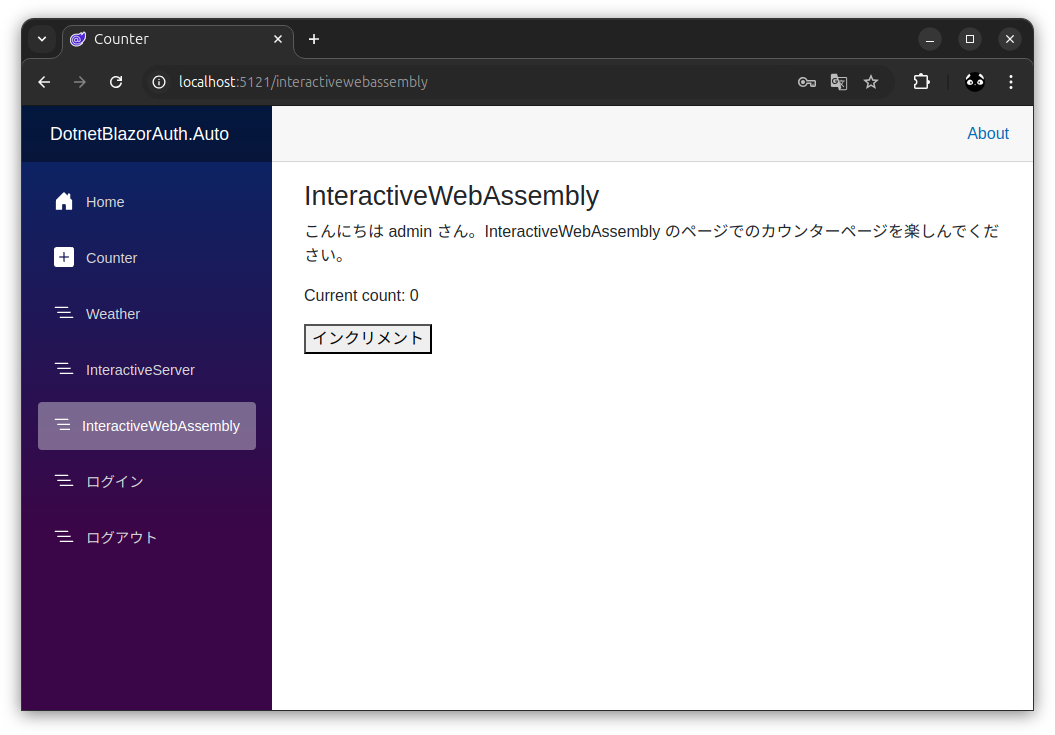 Counter
localhost:5121/interactivewebassembly
DotnetBlazorAuth.Auto
About
Home
Counter
Weather
InteractiveServer
InteractiveWebAssembly
ログイン
ログアウト
InteractiveWebAssembly
こんにちは admin さん。InteractiveWebAssembly のページでのカウンターページを楽しんでくだ
さい。
Current count: 0
インクリメント